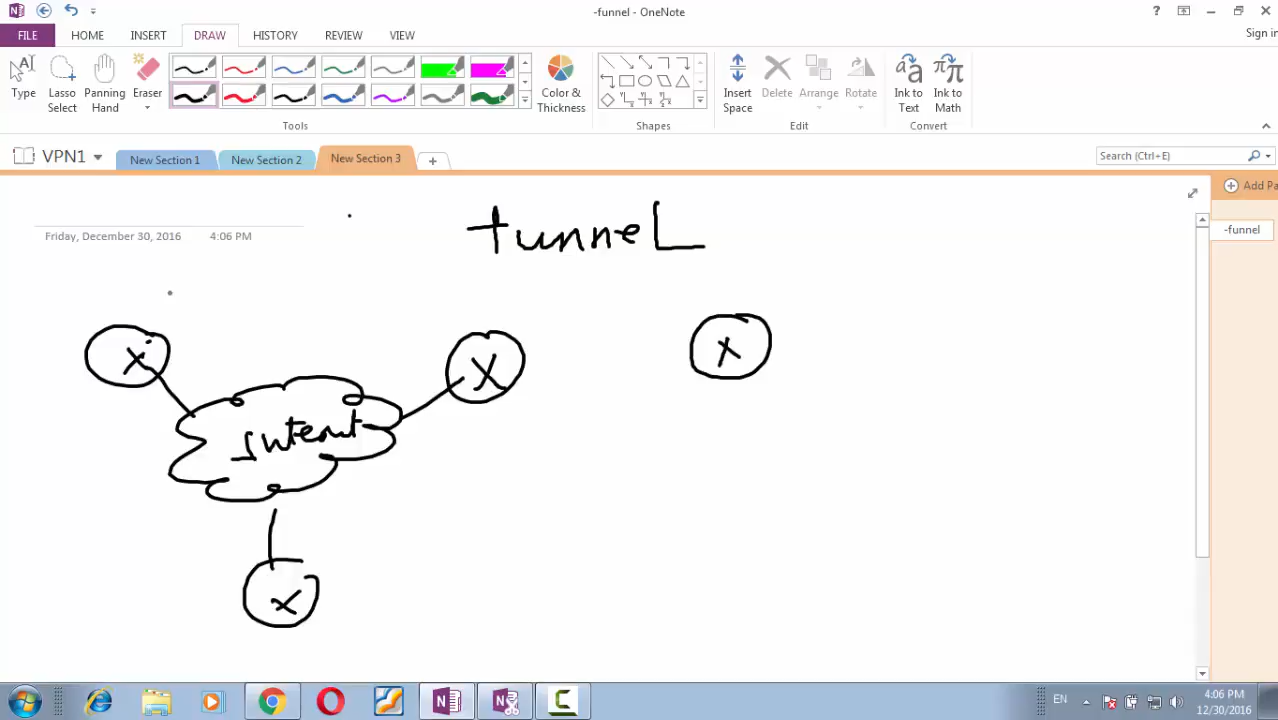 -funnel - OneNote
Sign in
FILE HOME INSERT DRAW HISTORY REVIEW VIEW
Type
Lasso Select
Panning Hand
Eraser
Color & Thickness
Insert Space
Delete
Arrange
Rotate
Ink to Text
Ink to Math
Tools
Shapes
Edit
Convert
VPN1
New Section 1
New Section 2
New Section 3
Search (Ctrl+E)
Add Pa
-funnel
Friday, December 30, 2016 4:06 PM
tunneL
X
X
X
X
EN
4:06 PM
12/30/2016